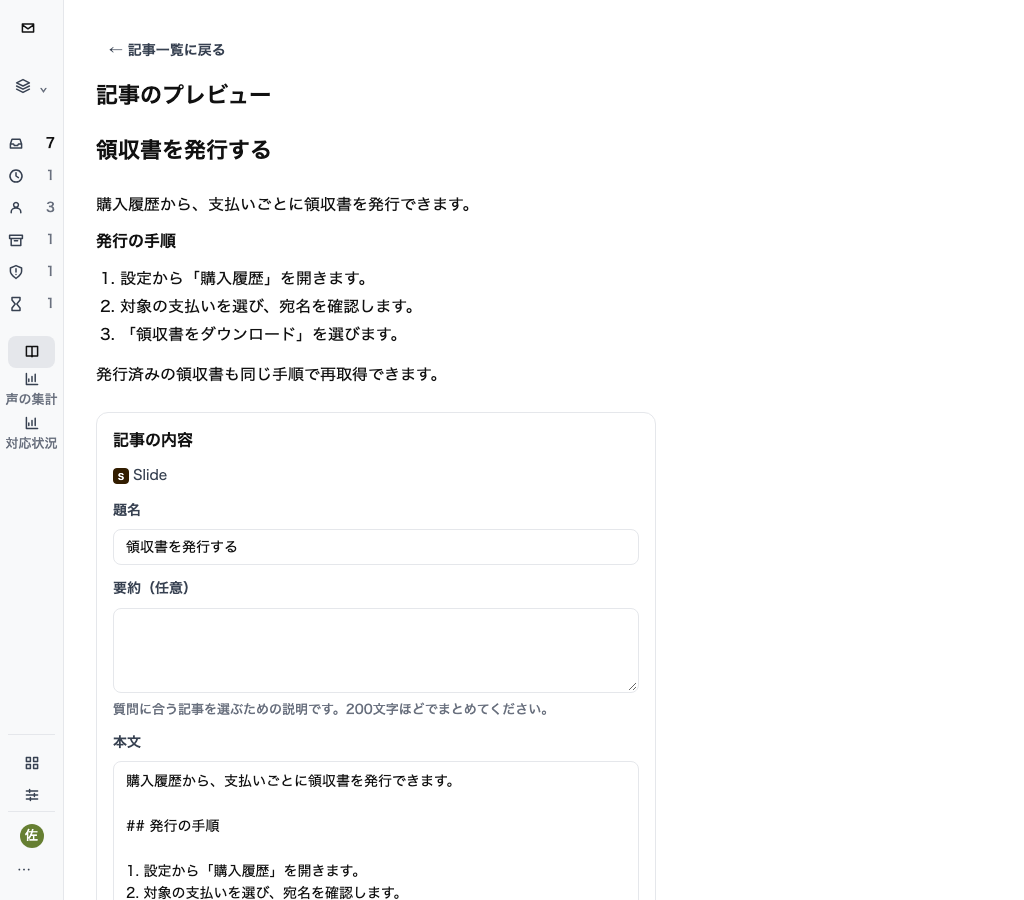 7
1
3
1
1
1
声の集計
対応状況
佐
…
← 記事一覧に戻る
記事のプレビュー
領収書を発行する
購入履歴から、支払いごとに領収書を発行できます。
発行の手順
1. 設定から「購入履歴」を開きます。
2. 対象の支払いを選び、宛名を確認します。
3. 「領収書をダウンロード」を選びます。
発行済みの領収書も同じ手順で再取得できます。
記事の内容
s Slide
題名
領収書を発行する
要約（任意）
質問に合う記事を選ぶための説明です。200文字ほどでまとめてください。
本文
購入履歴から、支払いごとに領収書を発行できます。
## 発行の手順
1. 設定から「購入履歴」を開きます。
2. 対象の支払いを選び、宛名を確認します。